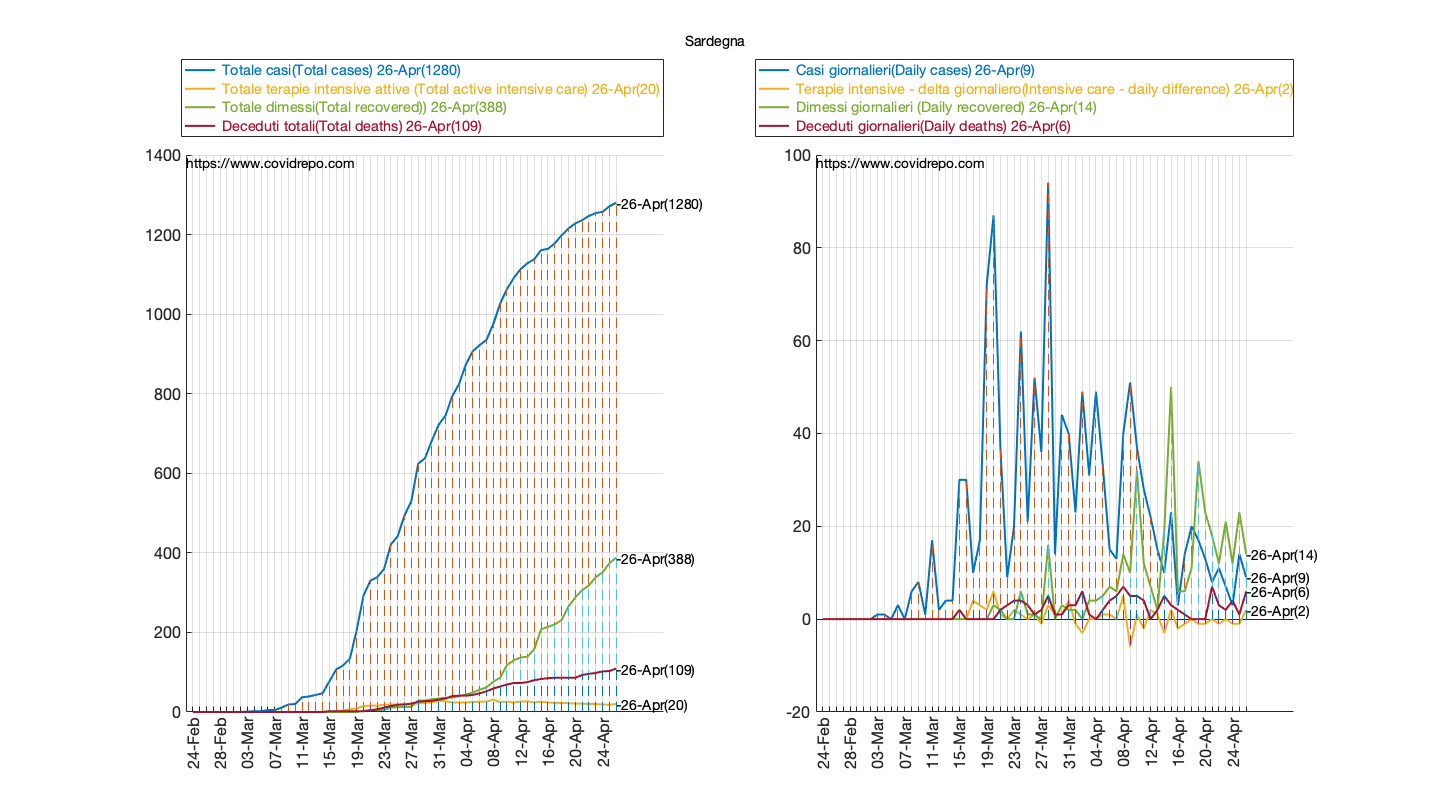 Sardegna
Totale casi(Total cases) 26-Apr(1280)
Totale terapie intensive attive (Total active intensive care) 26-Apr(20)
Totale dimessi(Total recovered)) 26-Apr(388)
Deceduti totali(Total deaths) 26-Apr(109)
https://www.covidrepo.com
1400
1200
1000
800
600
400
200
0
-26-Apr(1280)
-26-Apr(388)
-26-Apr(109)
-26-Apr(20)
24-Feb
28-Feb
03-Mar
07-Mar
11-Mar
15-Mar
19-Mar
23-Mar
27-Mar
31-Mar
04-Apr
08-Apr
12-Apr
16-Apr
20-Apr
24-Apr
Casi giornalieri(Daily cases) 26-Apr(9)
Terapie intensive - delta giornaliero(Intensive care - daily difference) 26-Apr(2)
Dimessi giornalieri (Daily recovered) 26-Apr(14)
Deceduti giornalieri(Daily deaths) 26-Apr(6)
https://www.covidrepo.com
100
80
60
40
20
0
-20
-26-Apr(14)
-26-Apr(9)
-26-Apr(6)
-26-Apr(2)
24-Feb
28-Feb
03-Mar
07-Mar
11-Mar
15-Mar
19-Mar
23-Mar
27-Mar
31-Mar
04-Apr
08-Apr
12-Apr
16-Apr
20-Apr
24-Apr